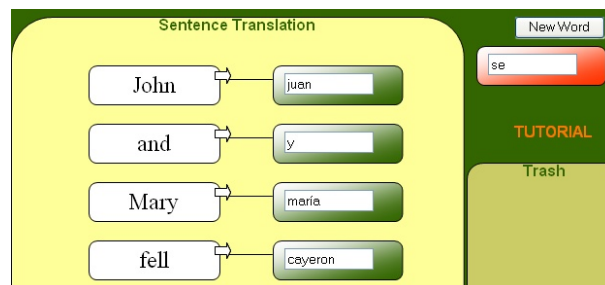 Sentence Translation
New Word
John
juan
se
and
y
TUTORIAL
Trash
Mary
maría
fell
cayeron